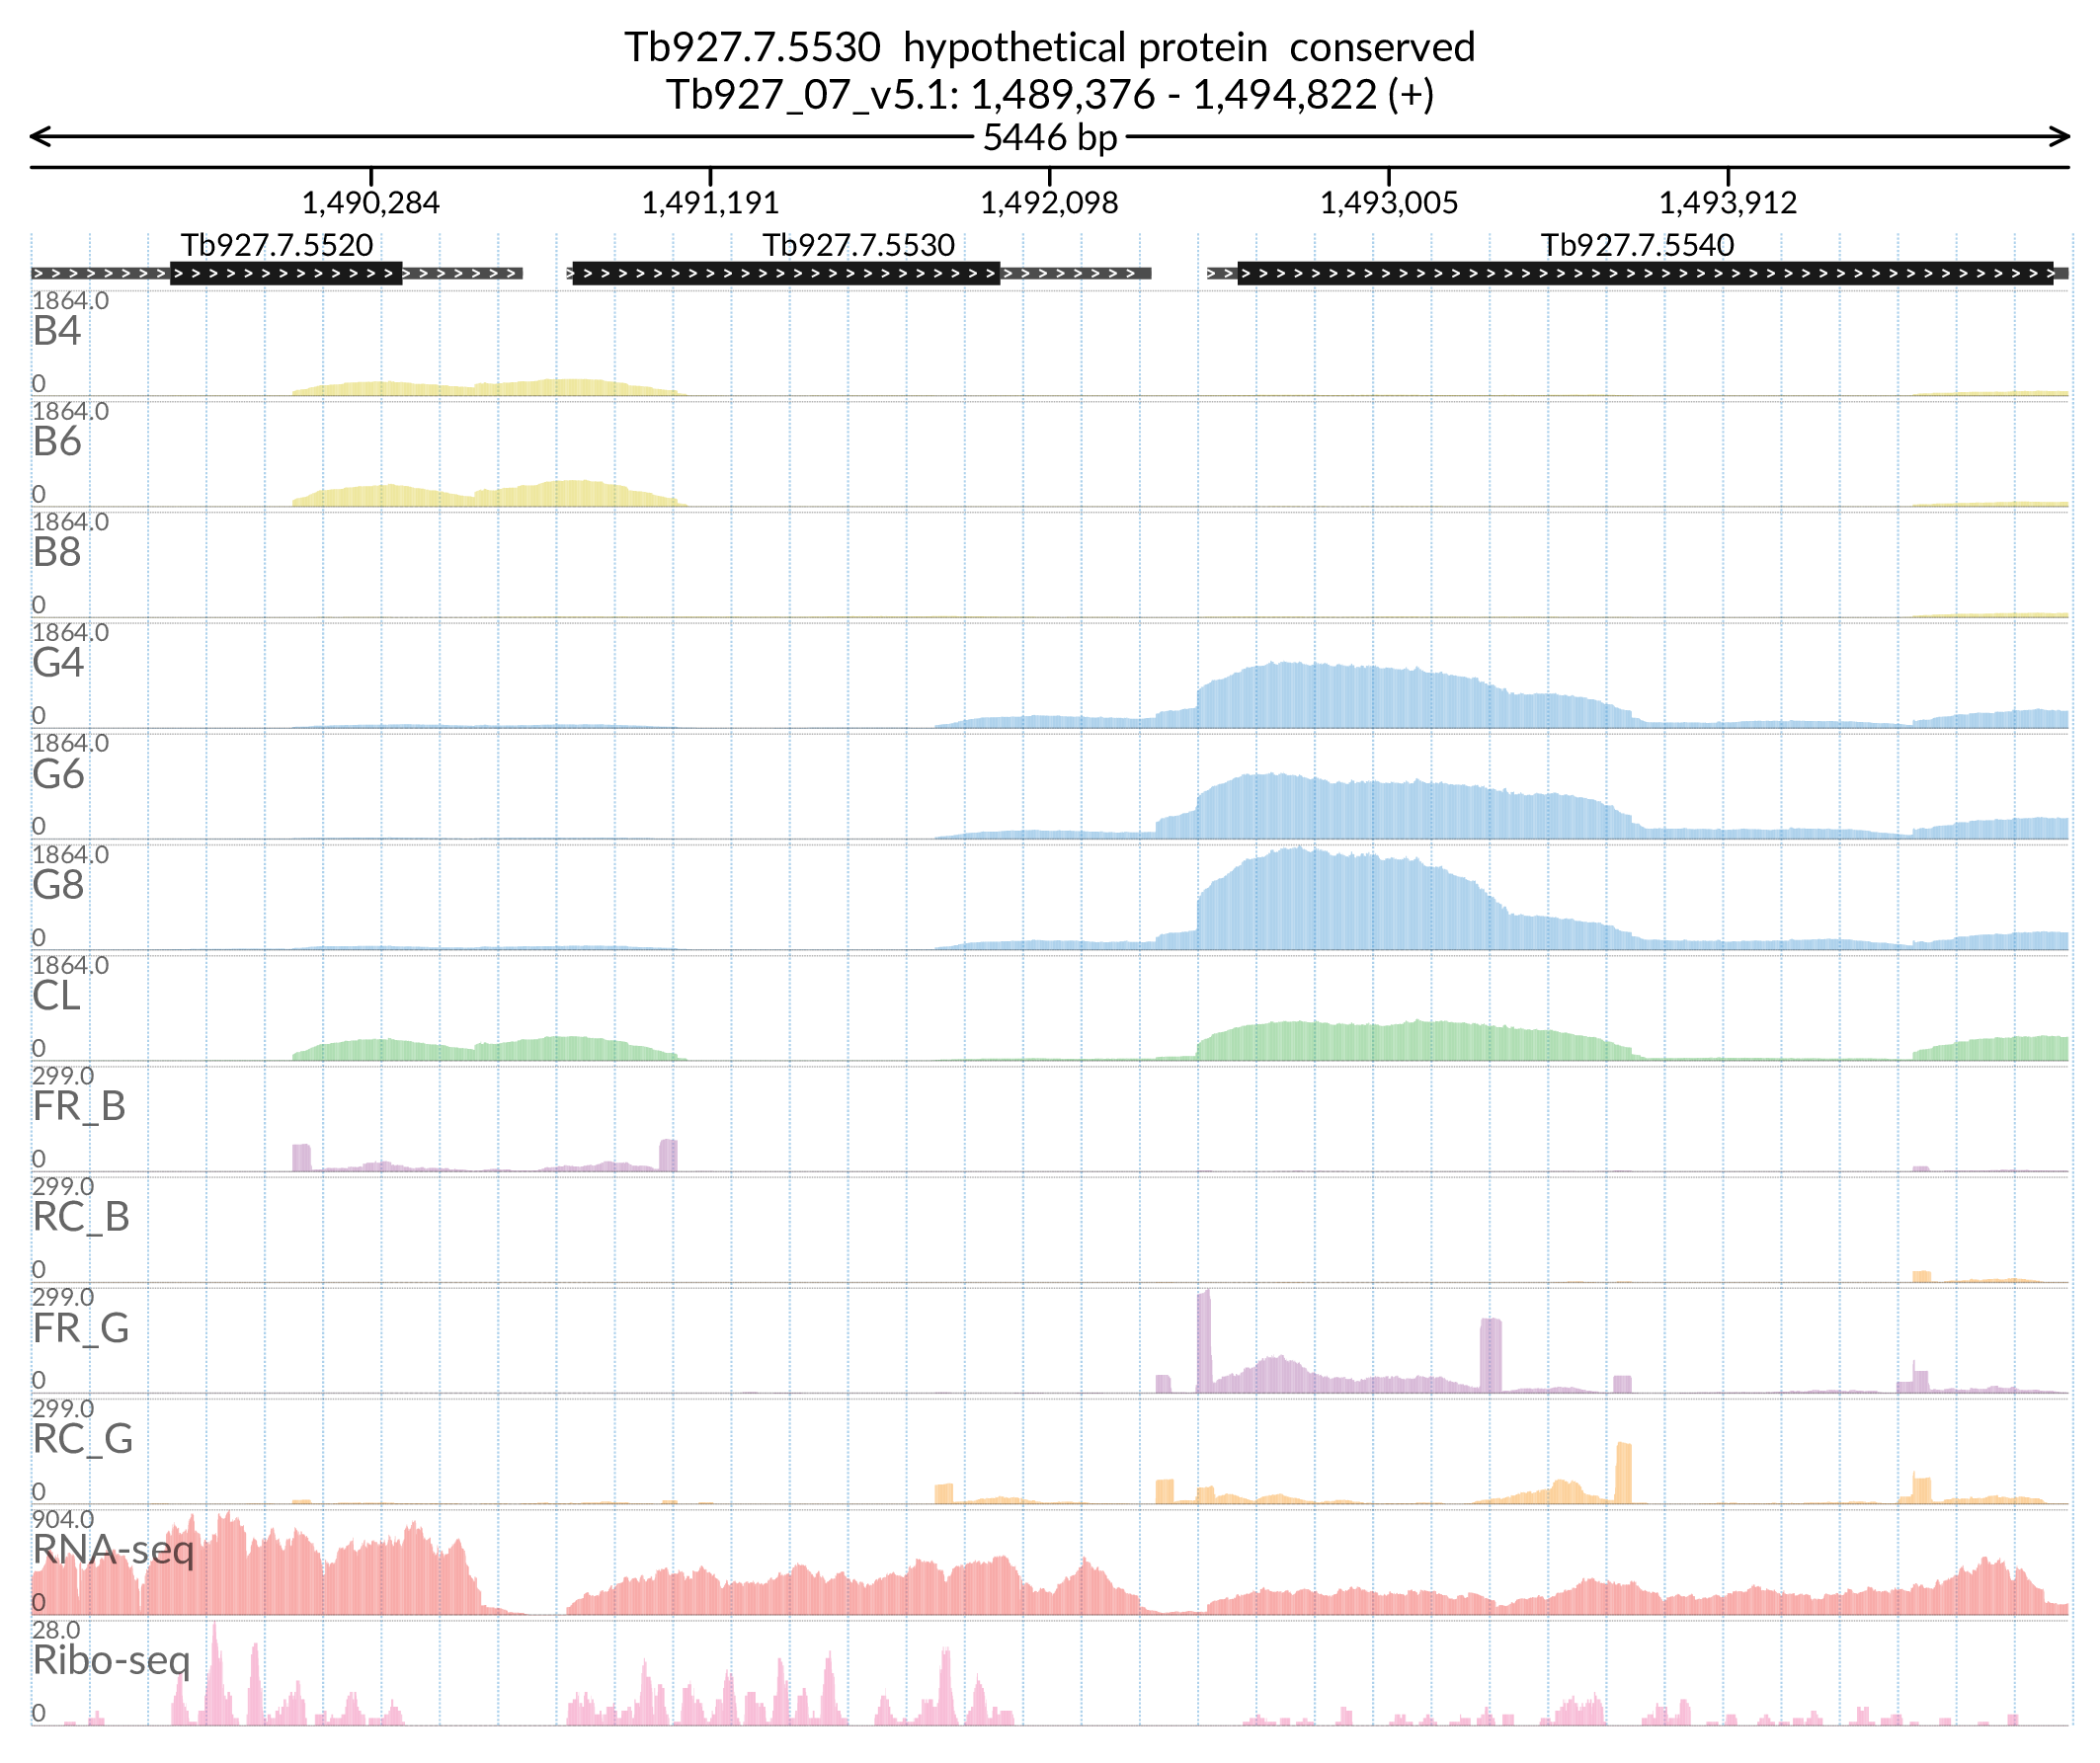 Tb927.7.5530 hypothetical protein conserved
Tb927_07_v5.1: 1,489,376 - 1,494,822 (+)
5446 bp
1,490,284 1,491,191 1,492,098 1,493,005 1,493,912
Tb927.7.5520 Tb927.7.5530 Tb927.7.5540
1864.0
B4
0
1864.0
B6
0
1864.0
B8
0
1864.0
G4
0
1864.0
G6
0
1864.0
G8
0
1864.0
CL
0
299.0
FR_B
0
299.0
RC_B
0
299.0
FR_G
0
299.0
RC_G
0
904.0
RNA-seq
0
28.0
Ribo-seq
0